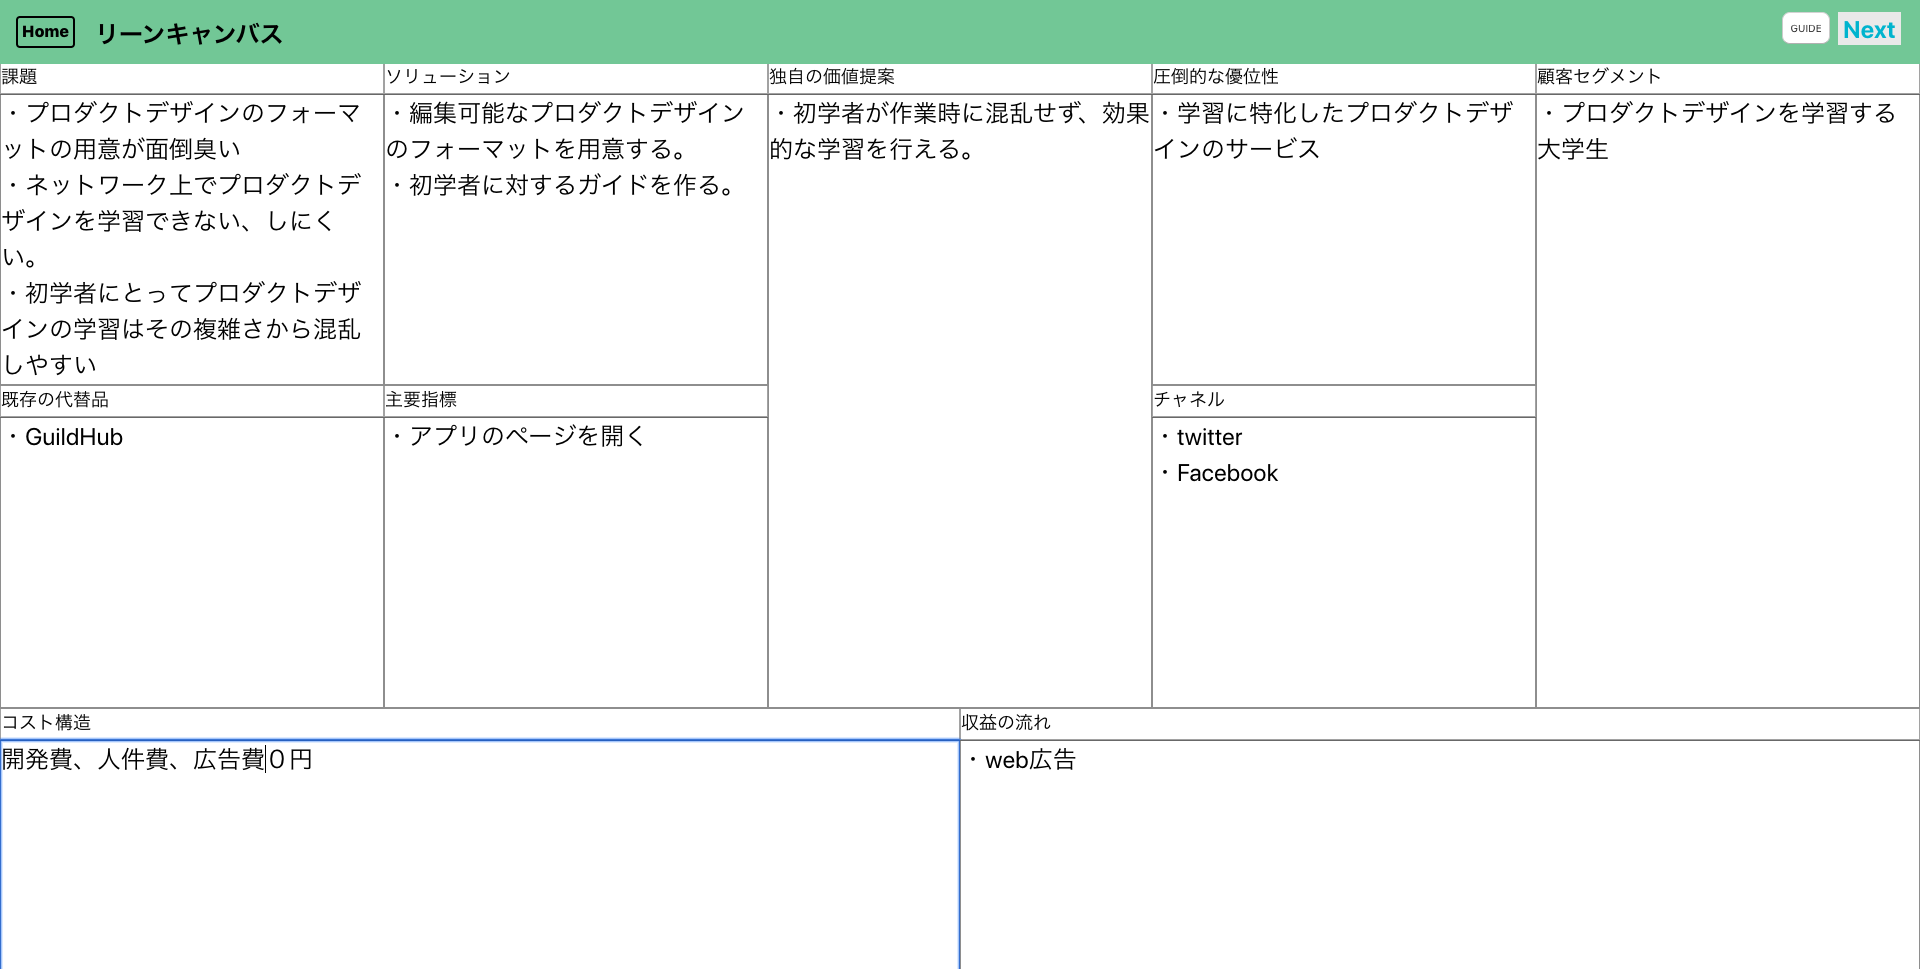 Home リーンキャンバス GUIDE Next
課題
・プロダクトデザインのフォーマ
ットの用意が面倒臭い
・ネットワーク上でプロダクトデ
ザインを学習できない、しにく
い。
・初学者にとってプロダクトデザ
インの学習はその複雑さから混乱
しやすい
既存の代替品
・GuildHub
ソリューション
・編集可能なプロダクトデザイン
のフォーマットを用意する。
・初学者に対するガイドを作る。
主要指標
・アプリのページを開く
独自の価値提案
・初学者が作業時に混乱せず、効果
的な学習を行える。
圧倒的な優位性
・学習に特化したプロダクトデザ
インのサービス
チャネル
・twitter
・Facebook
顧客セグメント
・プロダクトデザインを学習する
大学生
コスト構造
開発費、人件費、広告費０円
収益の流れ
・web広告